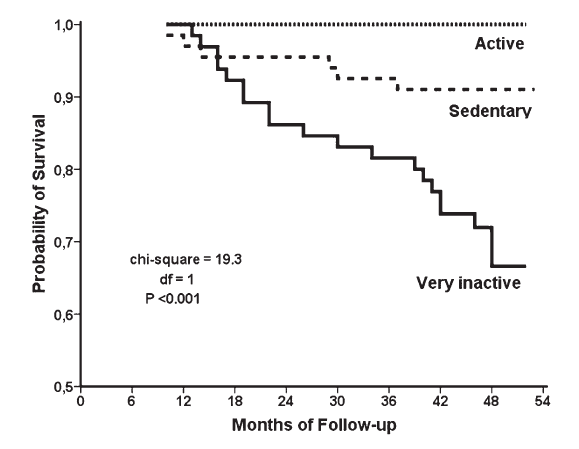 1,0
Active
0,9
Sedentary
0,8
Probability of Survival
0,7
chi-square = 19.3
df = 1
P <0.001
Very inactive
0,6
0,5
0 6 12 18 24 30 36 42 48 54
Months of Follow-up